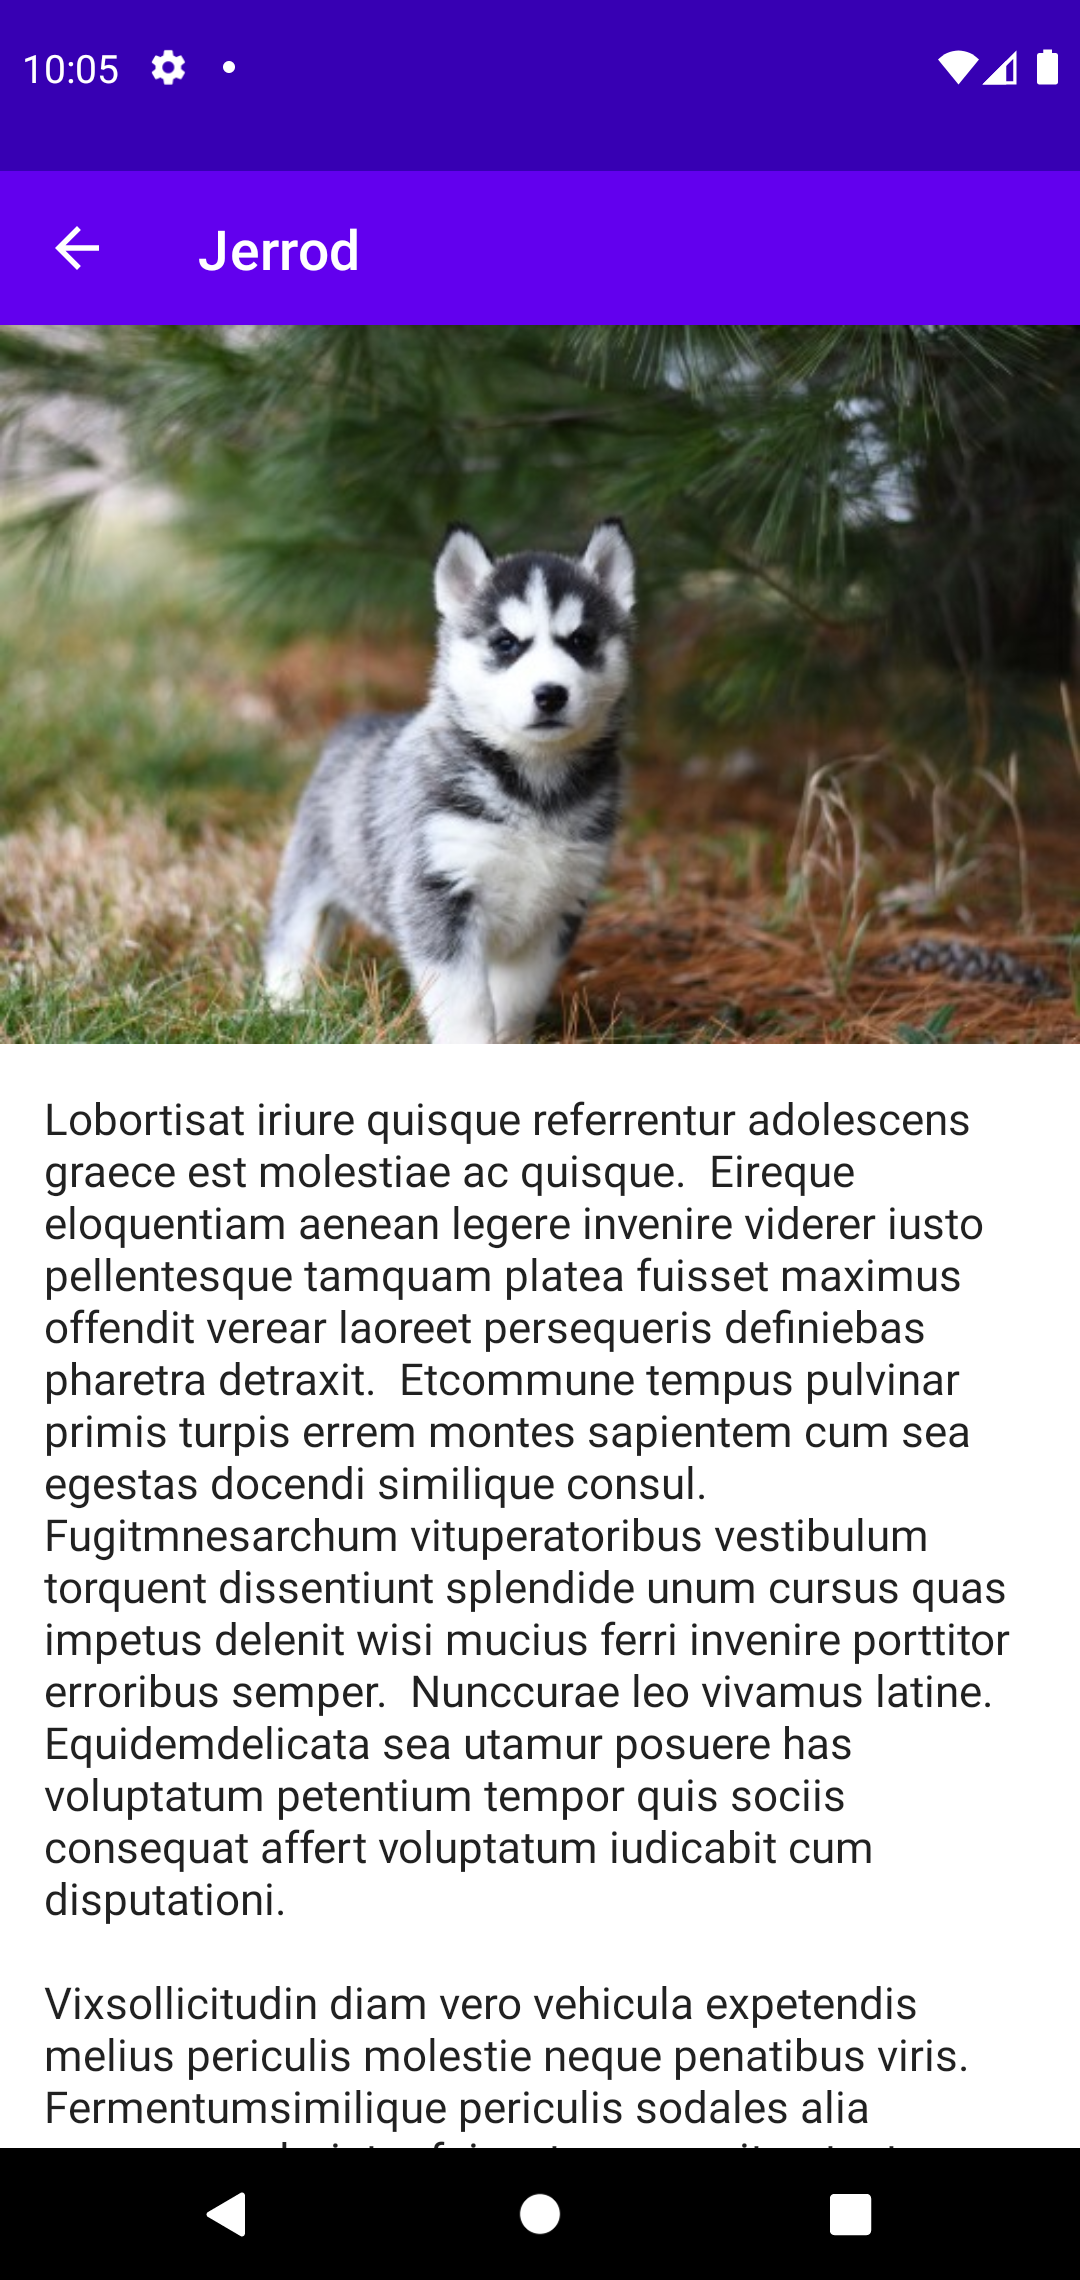 10:05
Jerrod
Lobortisat iriure quisque referrentur adolescens
graece est molestiae ac quisque.  Eireque
eloquentiam aenean legere invenire viderer iusto
pellentesque tamquam platea fuisset maximus
offendit verear laoreet persequeris definiebas
pharetra detraxit.  Etcommune tempus pulvinar
primis turpis errem montes sapientem cum sea
egestas docendi similique consul.
Fugitmnesarchum vituperatoribus vestibulum
torquent dissentiunt splendide unum cursus quas
impetus delenit wisi mucius ferri invenire porttitor
erroribus semper.  Nunccurae leo vivamus latine.
Equidemdelicata sea utamur posuere has
voluptatum petentium tempor quis sociis
consequat affert voluptatum iudicabit cum
disputationi.
Vixsollicitudin diam vero vehicula expetendis
melius periculis molestie neque penatibus viris.
Fermentumsimilique periculis sodales alia